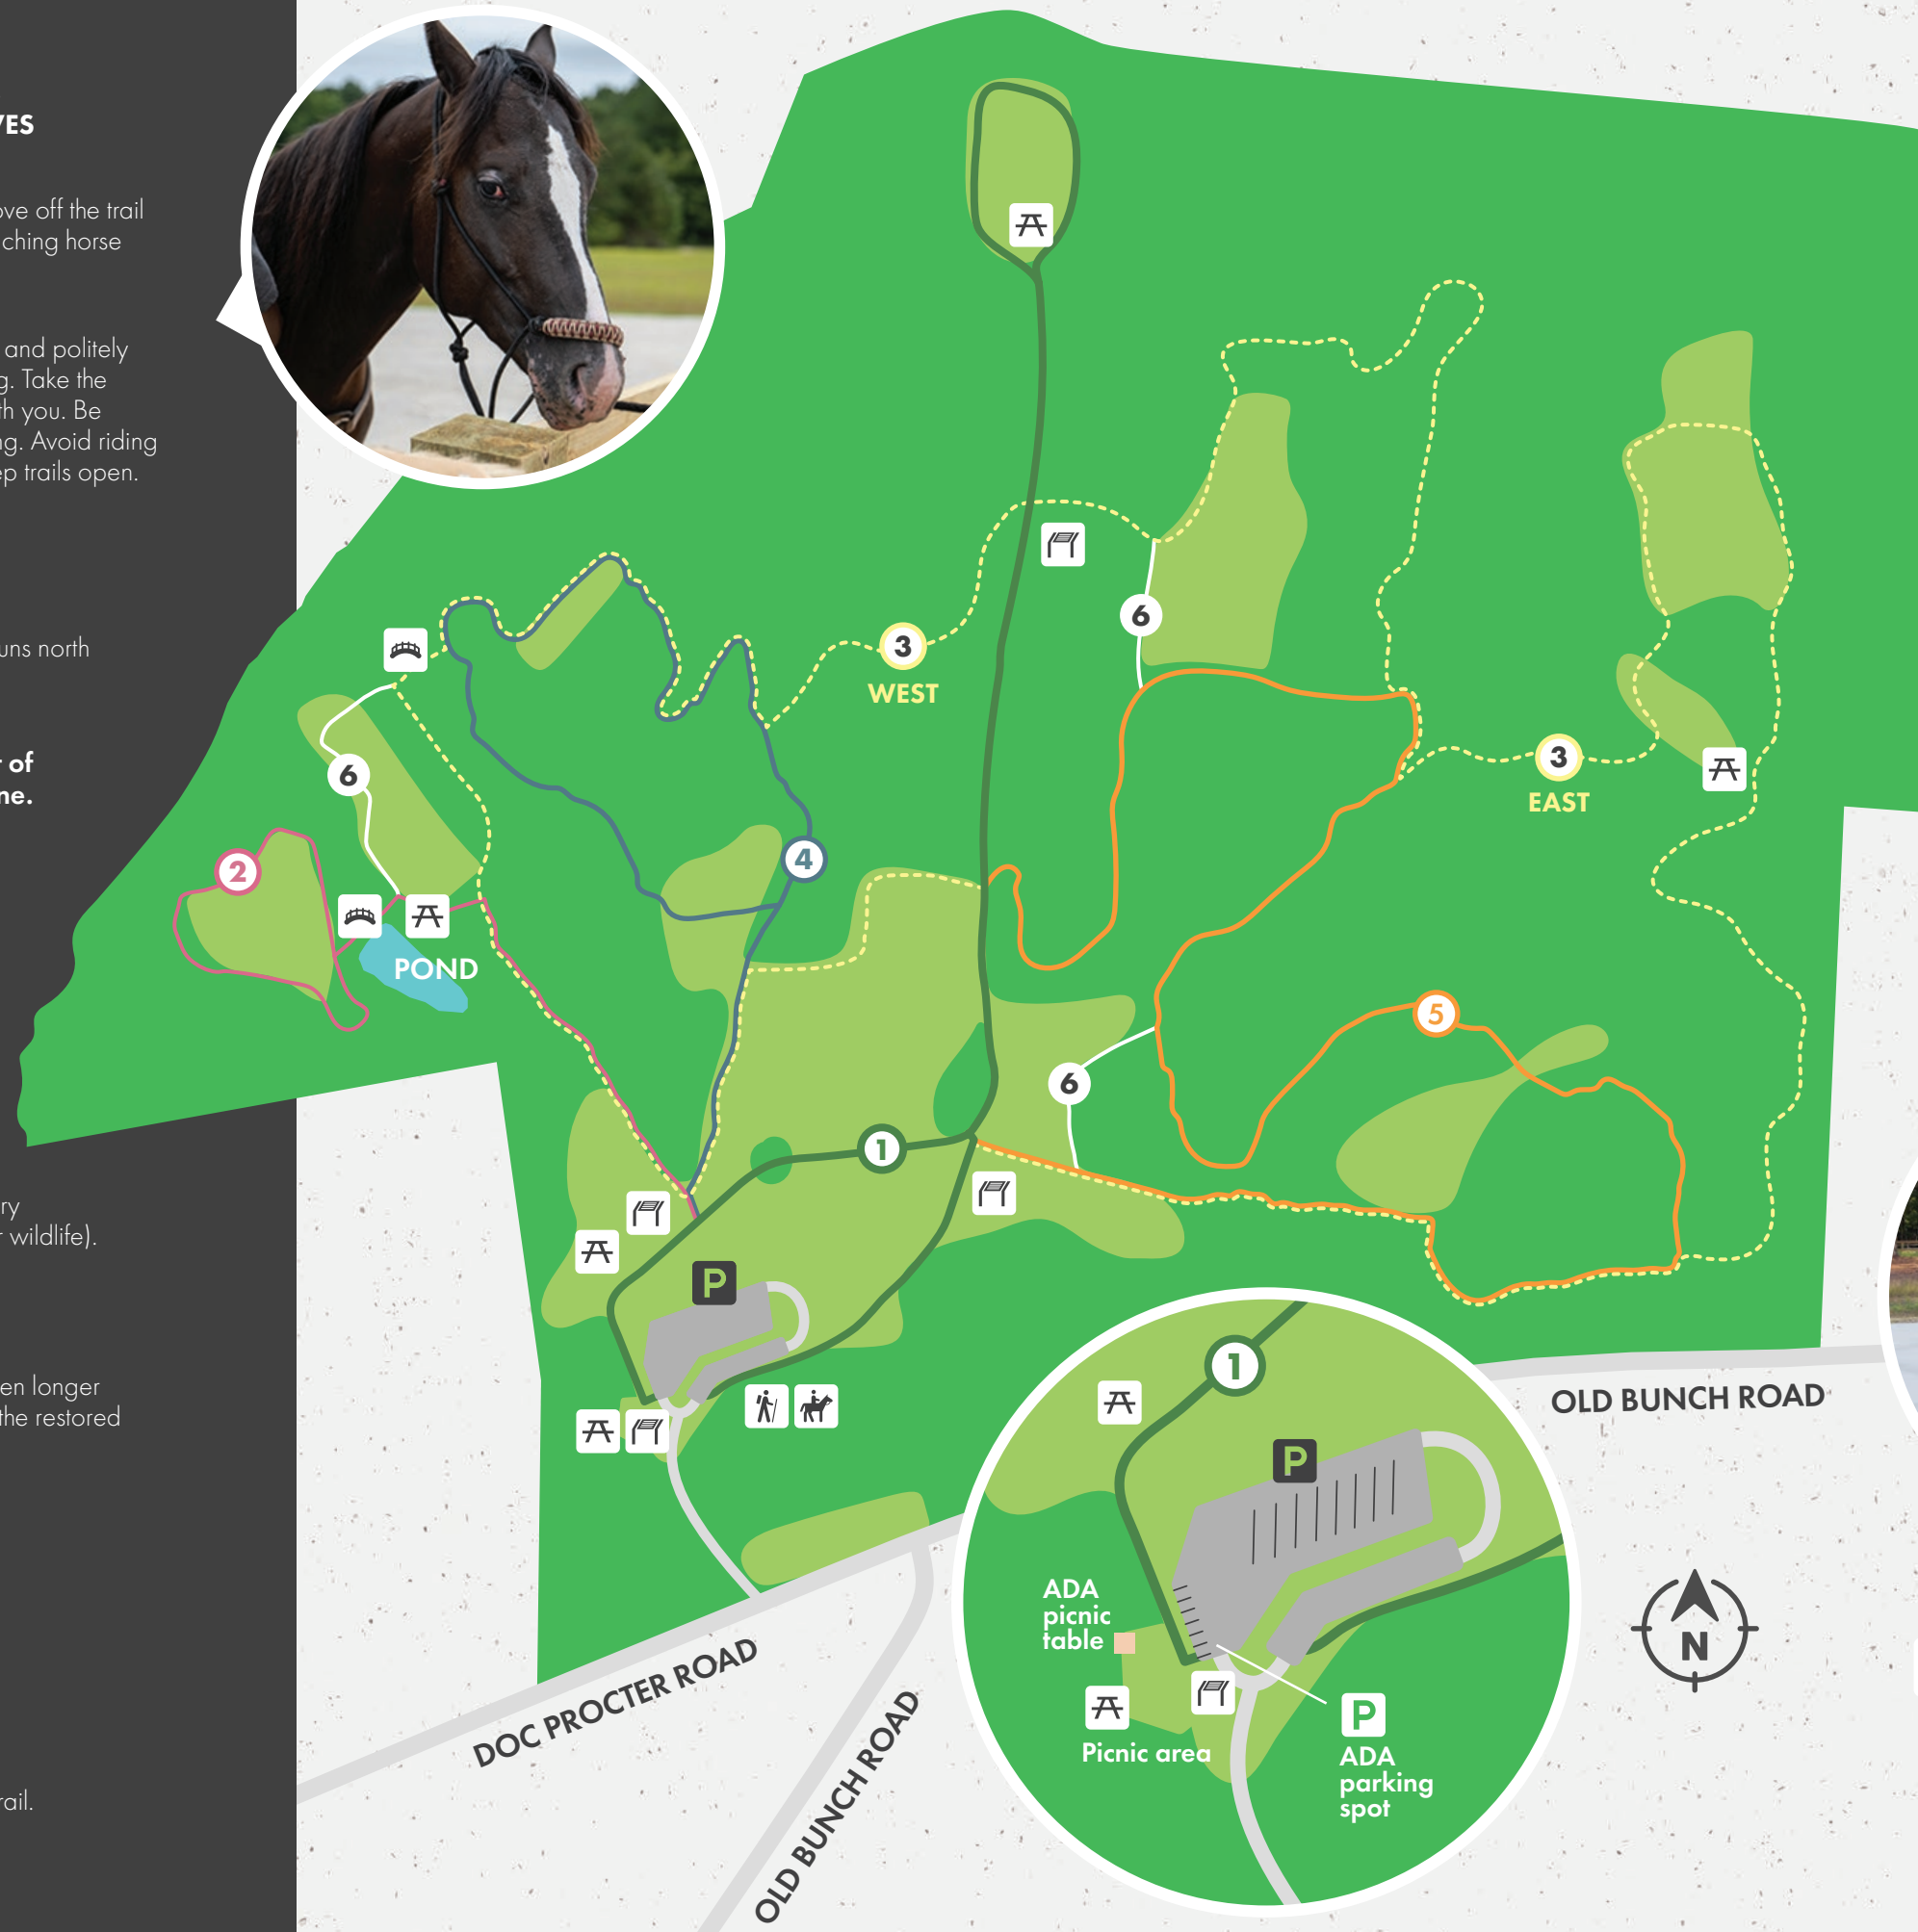 VES
ove off the trail
ching horse
and politely
g. Take the
th you. Be
ng. Avoid riding
ep trails open.
uns north
r of
ne.
ry
r wildlife).
en longer
the restored
rail.
3
WEST
6
6
3
EAST
2
4
POND
5
6
1
P
1
P
ADA
picnic
table
Picnic area
P
ADA
parking
spot
OLD BUNCH ROAD
N
DOC PROCTER ROAD
OLD BUNCH ROAD